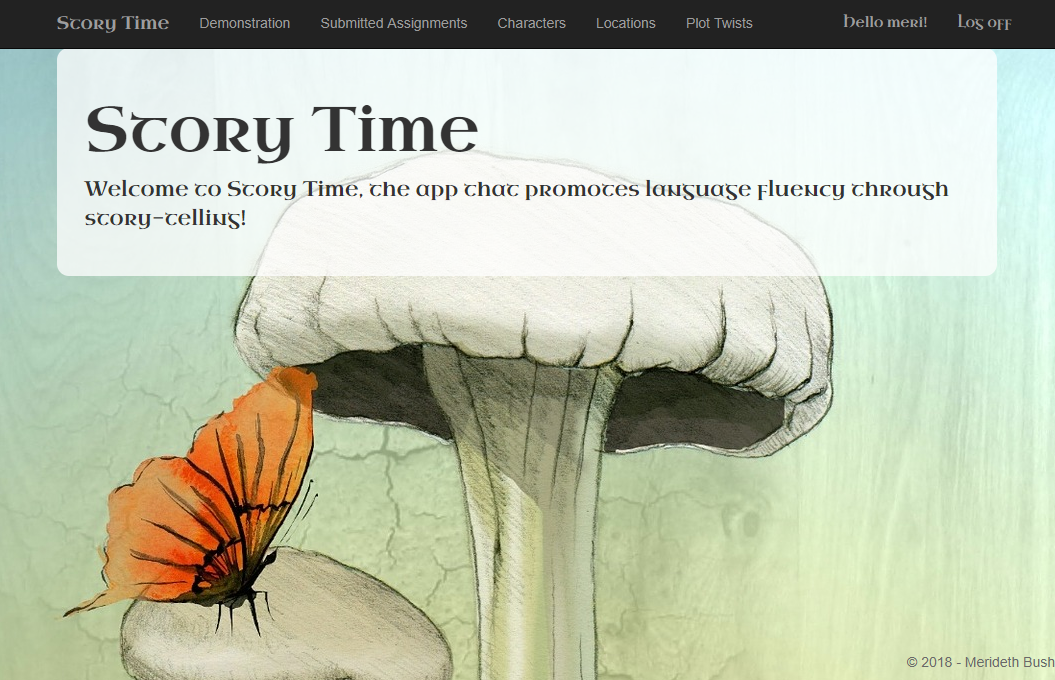 Story Time Demonstration Submitted Assignments Characters Locations Plot Twists Hello meri! Log off
Story Time
Welcome to Story Time, the app that promotes language fluency through
story-telling!
© 2018 - Merideth Bush